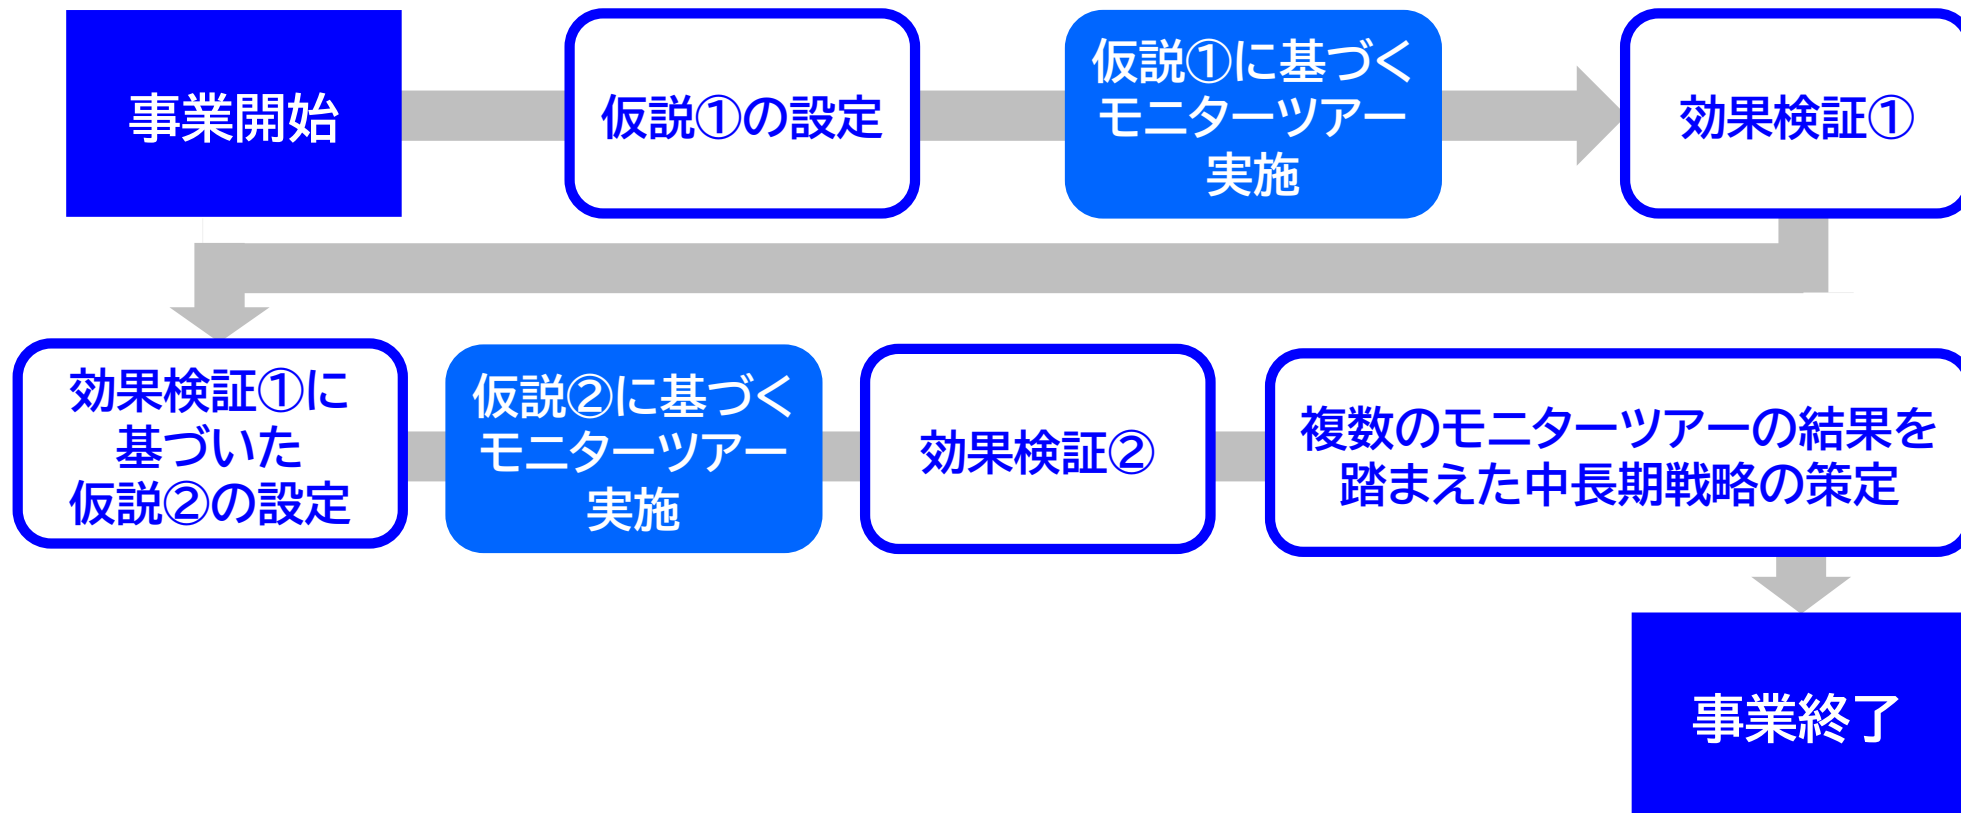 事業開始
仮説①の設定
仮説①に基づく
モニターツアー
実施
効果検証①
効果検証①に
基づいた
仮説②の設定
仮説②に基づく
モニターツアー
実施
効果検証②
複数のモニターツアーの結果を
踏まえた中長期戦略の策定
事業終了